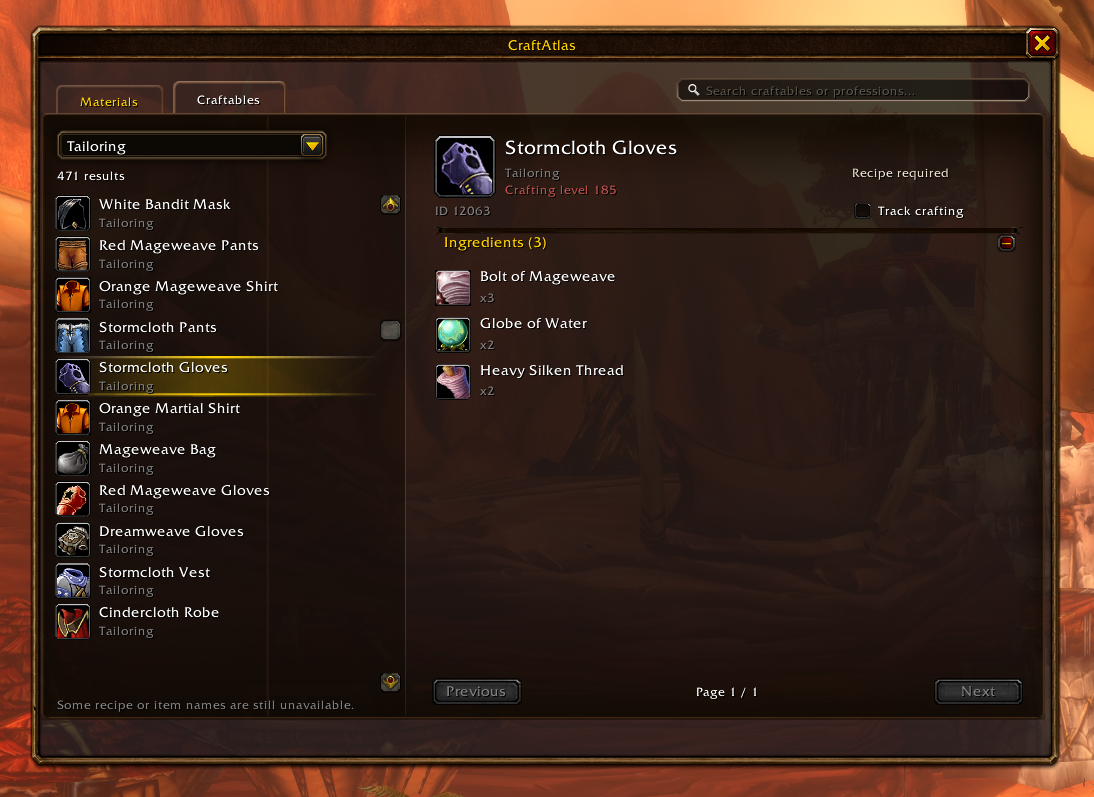 CraftAtlas
Materials
Craftables
Search craftables or professions...
Tailoring
471 results
White Bandit Mask
Tailoring
Red Mageweave Pants
Tailoring
Orange Mageweave Shirt
Tailoring
Stormcloth Pants
Tailoring
Stormcloth Gloves
Tailoring
Orange Martial Shirt
Tailoring
Mageweave Bag
Tailoring
Red Mageweave Gloves
Tailoring
Dreamweave Gloves
Tailoring
Stormcloth Vest
Tailoring
Cindercloth Robe
Tailoring
Some recipe or item names are still unavailable.
Stormcloth Gloves
Tailoring
Recipe required
Crafting level 185
ID 12063
Track crafting
Ingredients (3)
Bolt of Mageweave
x3
Globe of Water
x2
Heavy Silken Thread
x2
Previous
Page 1 / 1
Next